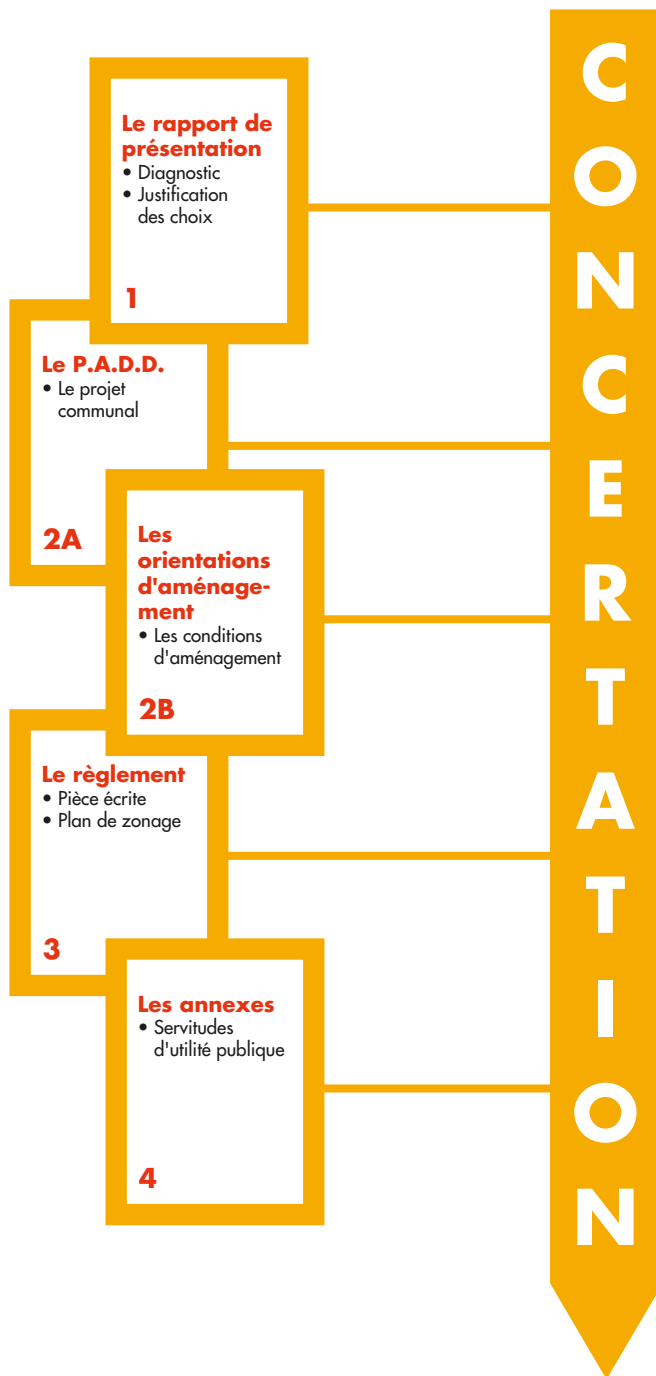 Le rapport de
présentation
• Diagnostic
• Justification
des choix
1
Le P.A.D.D.
• Le projet
communal
2A
Les
orientations
d'aménage-
ment
• Les conditions
d'aménagement
2B
Le règlement
• Pièce écrite
• Plan de zonage
3
Les annexes
• Servitudes
d'utilité publique
4
CONCERTATION